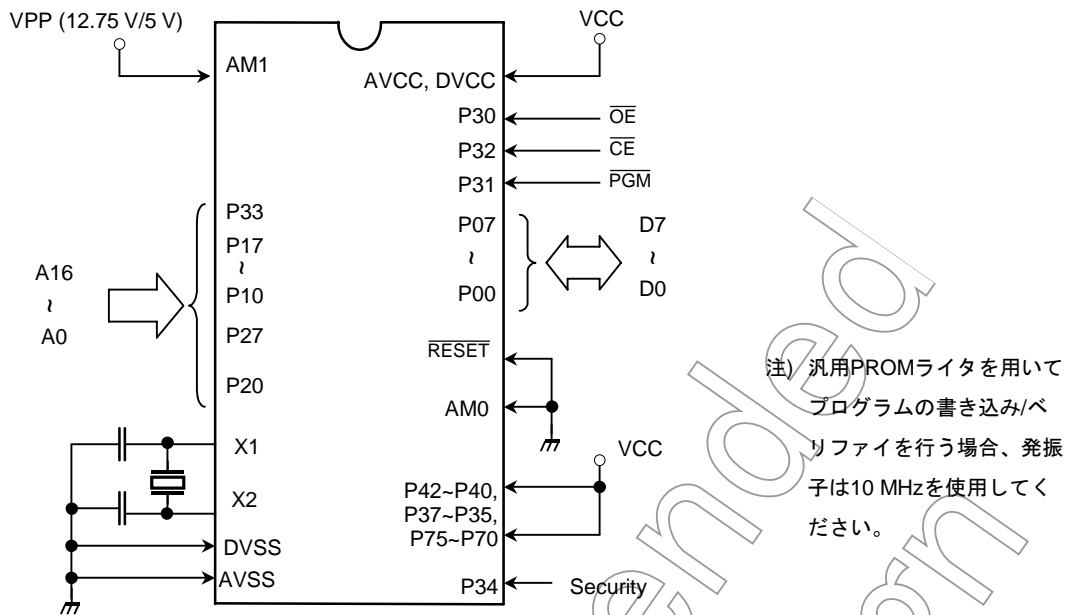 VPP (12.75 V/5 V)
VCC
AM1
AVCC, DVCC
P30
OE
P32
CE
P31
PGM
P33
P17
~
P10
P27
P20
A16
~
A0
P07
~
P00
D7
~
D0
RESET
AM0
X1
X2
VCC
P42~P40,
P37~P35,
P75~P70
DVSS
AVSS
P34
Security
注) 汎用PROMライタを用いて
プログラムの書き込み/ベ
リファイを行う場合、発振
子は10 MHzを使用してく
ださい。
ended